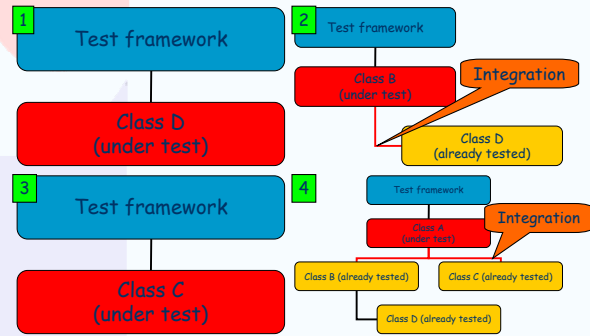 1
Test framework
Class D
(under test)
2
Test framework
Class B
(under test)
Integration
Class D
(already tested)
3
Test framework
Class C
(under test)
4
Test framework
Class A
(under test)
Integration
Class B (already tested)
Class C (already tested)
Class D (already tested)